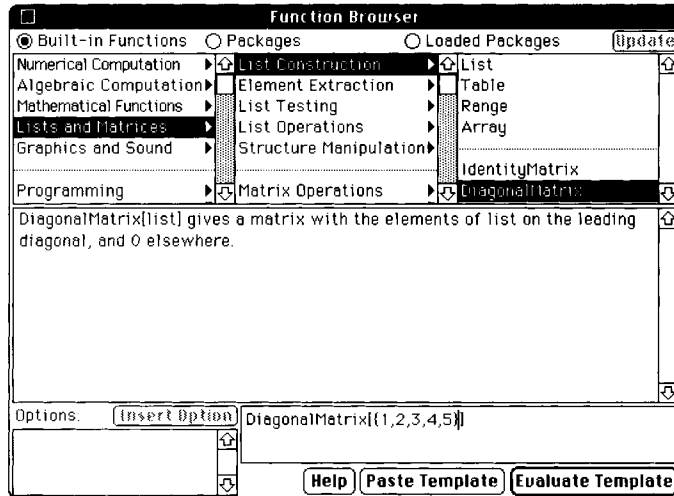 Function Browser
Built-in Functions Packages Loaded Packages Update
Numerical Computation List Construction List
Algebraic Computation Element Extraction Table
Mathematical Functions List Testing Range
Lists and Matrices List Operations Array
Graphics and Sound Structure Manipulation
IdentityMatrix
Programming Matrix Operations DiagonalMatrix
DiagonalMatrix[list] gives a matrix with the elements of list on the leading
diagonal, and 0 elsewhere.
Options: Insert Option DiagonalMatrix[{1,2,3,4,5}]
Help Paste Template Evaluate Template